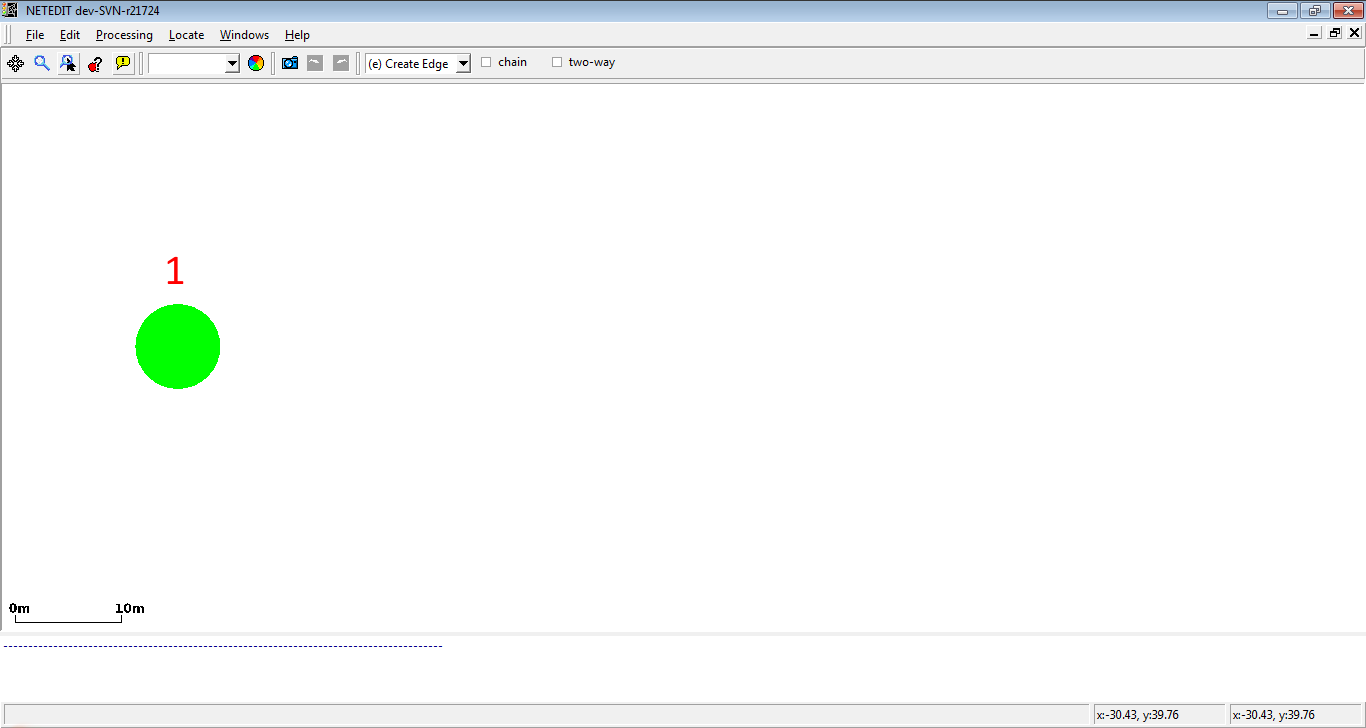 NETEDIT dev-SVN-r21724
File Edit Processing Locate Windows Help
(e) Create Edge chain two-way
1
0m 10m
--------------------------------------------------------------------------------
x:-30.43, y:39.76 x:-30.43, y:39.76